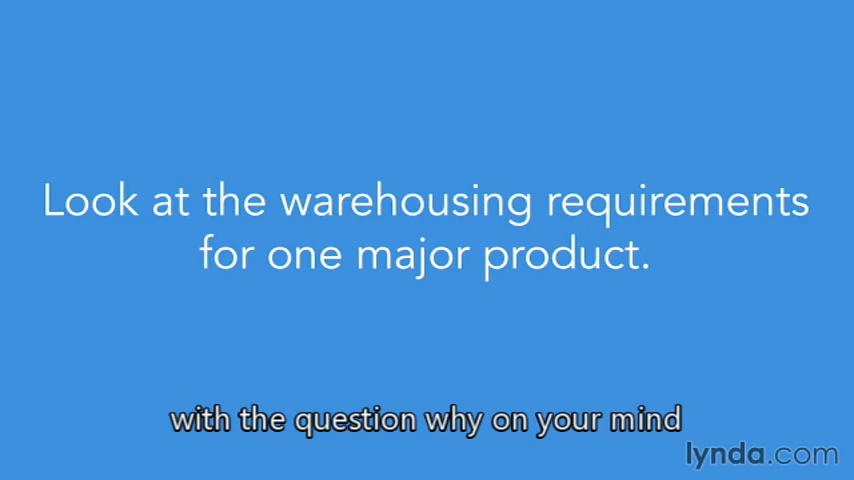 Look at the warehousing requirements
for one major product.
with the question why on your mind
lynda.com